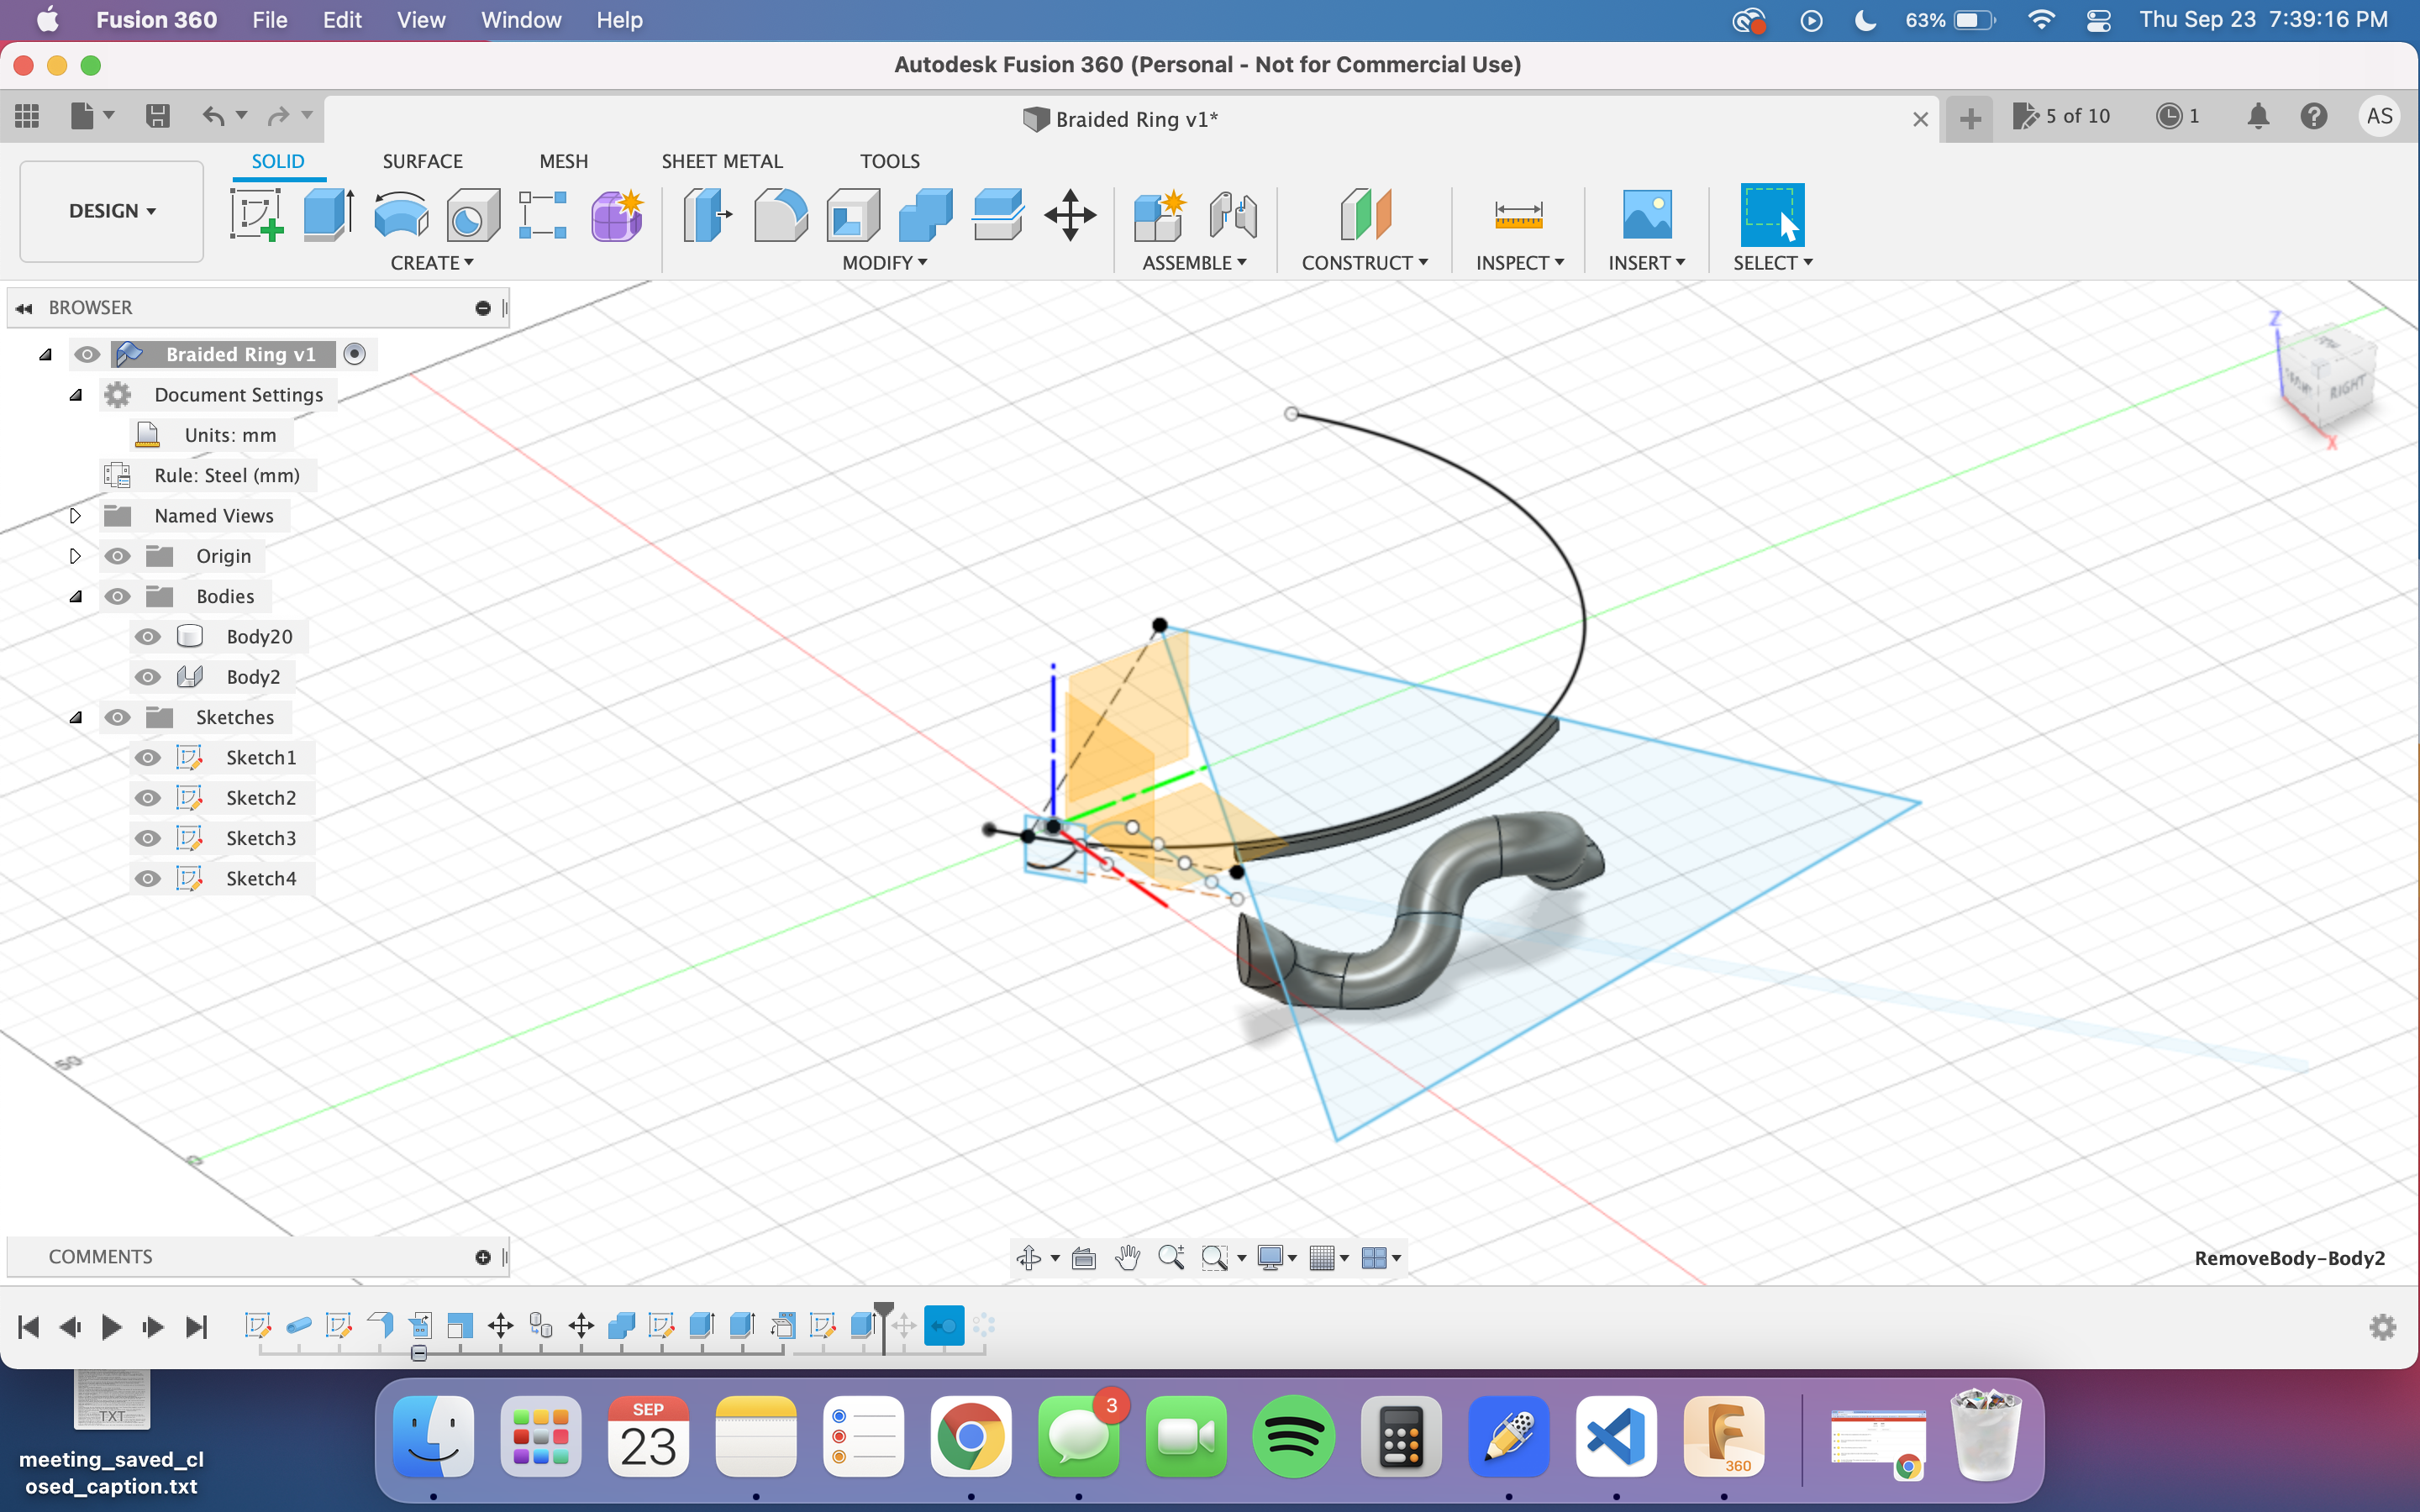 Fusion 360 File Edit View Window Help 63% Thu Sep 23 7:39:16 PM
Autodesk Fusion 360 (Personal - Not for Commercial Use)
Braided Ring v1* 5 of 10 1 AS
SOLID SURFACE MESH SHEET METAL TOOLS
DESIGN
CREATE MODIFY ASSEMBLE CONSTRUCT INSPECT INSERT SELECT
BROWSER
Braided Ring v1
Document Settings
Units: mm
Rule: Steel (mm)
Named Views
Origin
Bodies
Body20
Body2
Sketches
Sketch1
Sketch2
Sketch3
Sketch4
Z
RIGHT
X
50
0
COMMENTS
RemoveBody-Body2
TXT
meeting_saved_cl
osed_caption.txt
SEP
23
3
360